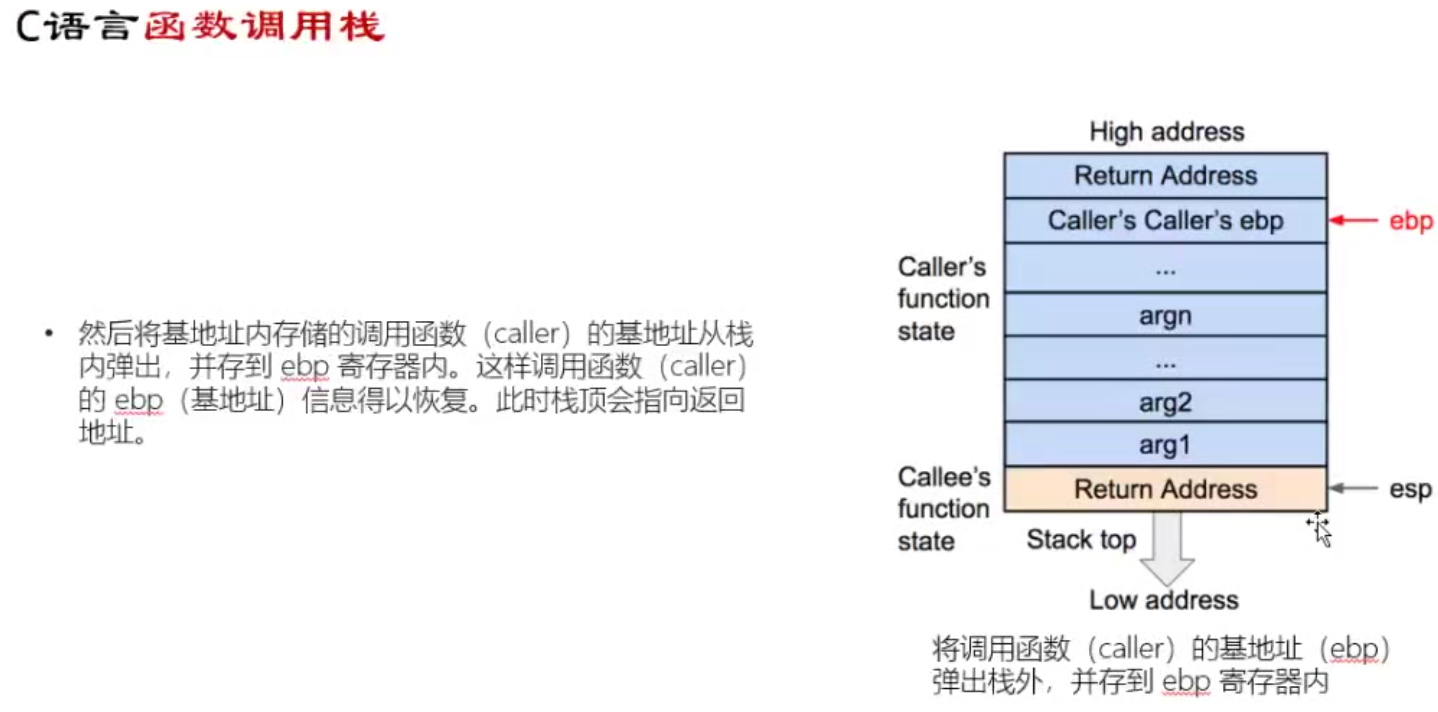 C语言函数调用栈
• 然后将基地址内存储的调用函数（caller）的基地址从栈
内弹出，并存到 ebp 寄存器内。这样调用函数（caller）
的 ebp（基地址）信息得以恢复。此时栈顶会指向返回
地址。
High address
Return Address
Caller's Caller's ebp
ebp
Caller's
function
state
...
argn
...
arg2
arg1
Callee's
function
state
Return Address
esp
Stack top
Low address
将调用函数（caller）的基地址（ebp）
弹出栈外，并存到 ebp 寄存器内